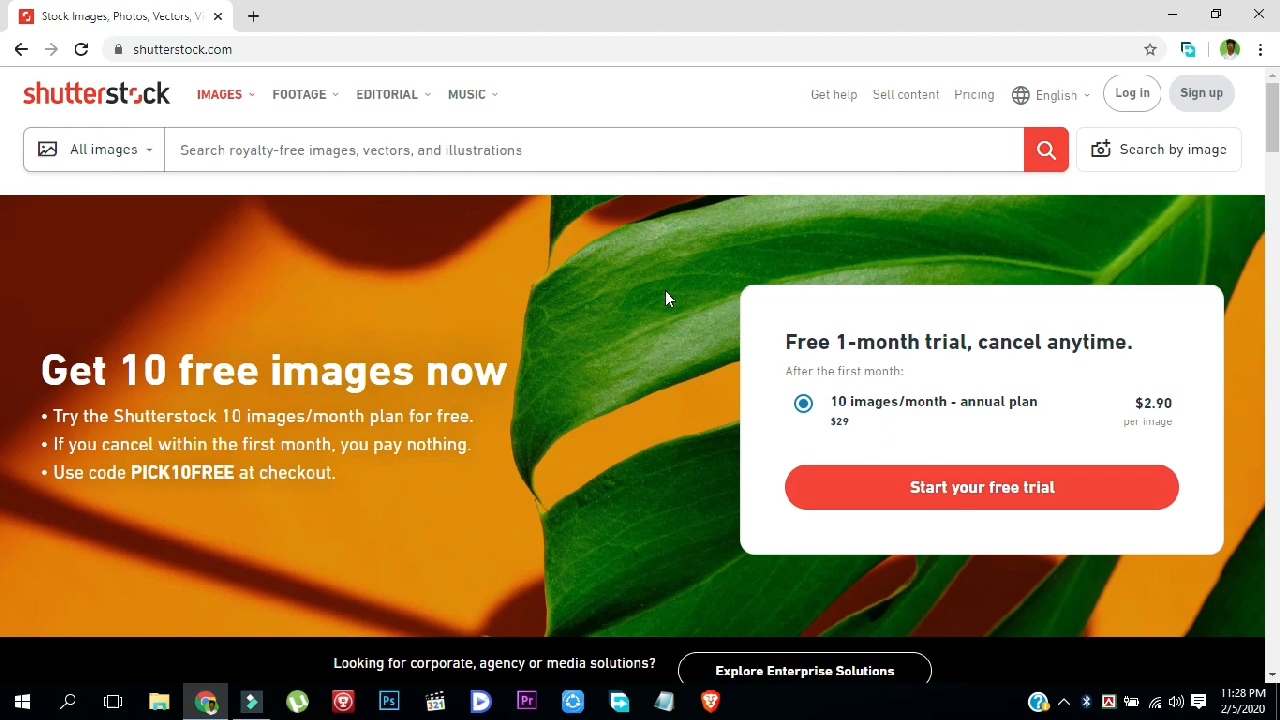 Stock Images, Photos, Vectors, Vi
shutterstock.com
shutterstock
IMAGES
FOOTAGE
EDITORIAL
MUSIC
Get help
Sell content
Pricing
English
Log in
Sign up
All images
Search royalty-free images, vectors, and illustrations
Search by image
Get 10 free images now
• Try the Shutterstock 10 images/month plan for free.
• If you cancel within the first month, you pay nothing.
• Use code PICK10FREE at checkout.
Free 1-month trial, cancel anytime.
After the first month:
10 images/month - annual plan
$2.90
$29
per image
Start your free trial
Looking for corporate, agency or media solutions?
Explore Enterprise Solutions
Ps
321
Pr
11:28 PM
2/5/2020